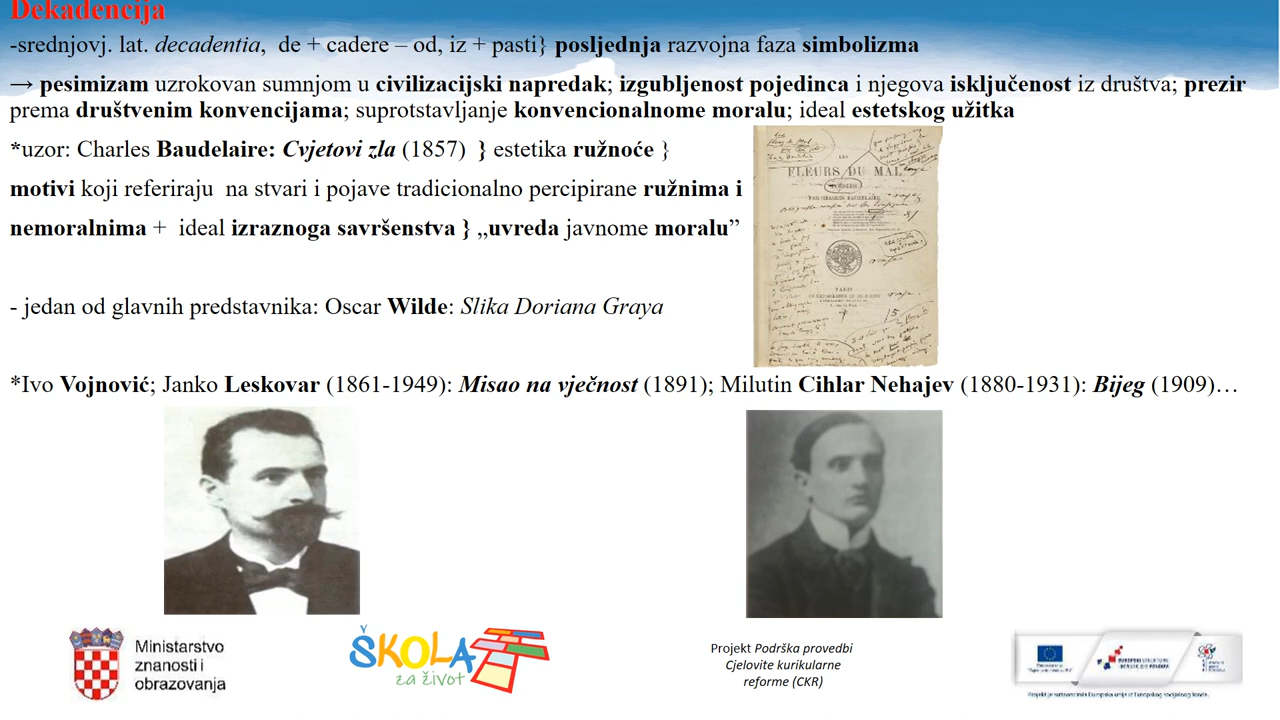 Dekadencija
-srednjovj. lat. decadentia, de + cadere – od, iz + pasti} posljednja razvojna faza simbolizma
→ pesimizam uzrokovan sumnjom u civilizacijski napredak; izgubljenost pojedinca i njegova isključenost iz društva; prezir
prema društvenim konvencijama; suprotstavljanje konvencionalnome moralu; ideal estetskog užitka
*uzor: Charles Baudelaire: Cvjetovi zla (1857) } estetika ružnoće }
motivi koji referiraju na stvari i pojave tradicionalno percipirane ružnima i
nemoralnima + ideal izraznoga savršenstva } „uvreda javnome moralu”
LES
FLEURS DU MAL
PAR CHARLES BAUDELAIRE
PARIS
- jedan od glavnih predstavnika: Oscar Wilde: Slika Doriana Graya
*Ivo Vojnović; Janko Leskovar (1861-1949): Misao na vječnost (1891); Milutin Cihlar Nehajev (1880-1931): Bijeg (1909)…
Ministarstvo
znanosti i
obrazovanja
ŠKOLA
za život
Projekt Podrška provedbi
Cjelovite kurikularne
reforme (CKR)